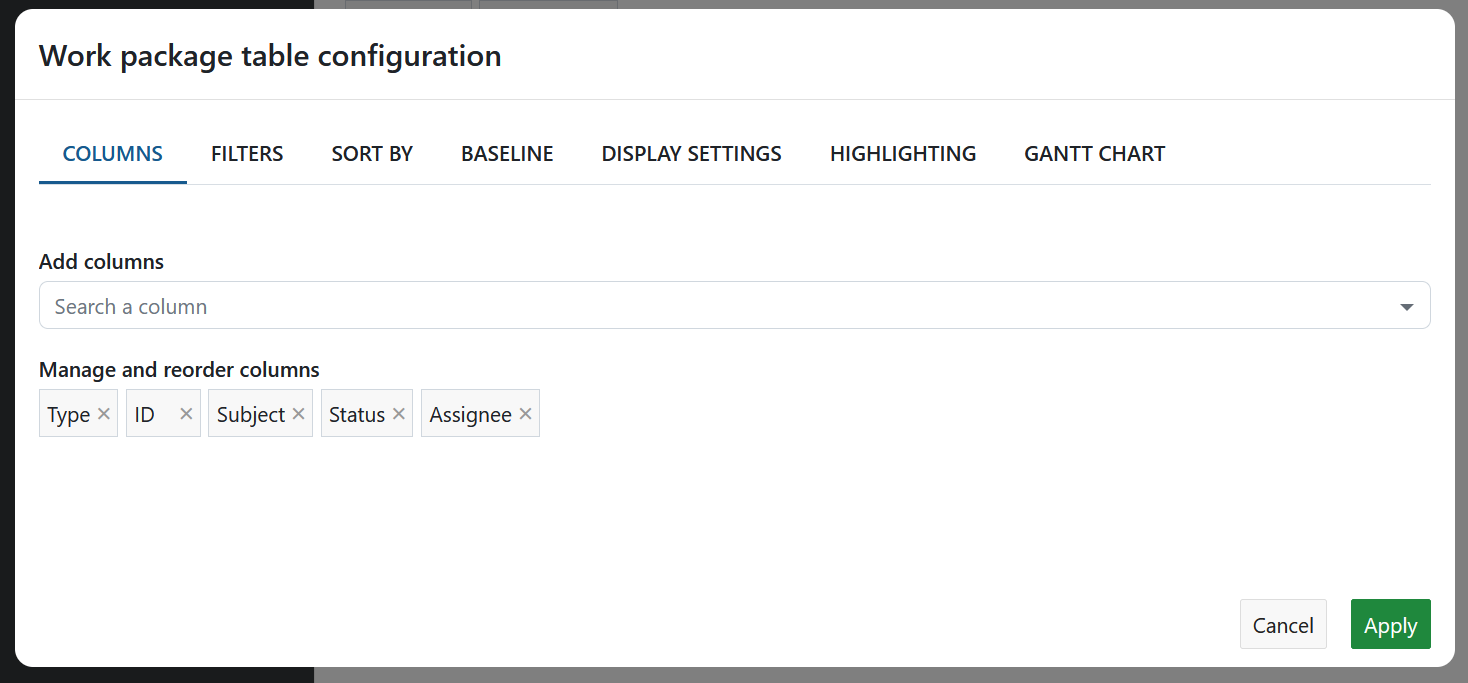 Work package table configuration
COLUMNS FILTERS SORT BY BASELINE DISPLAY SETTINGS HIGHLIGHTING GANTT CHART
Add columns
Search a column
Manage and reorder columns
Type ID Subject Status Assignee
Cancel Apply